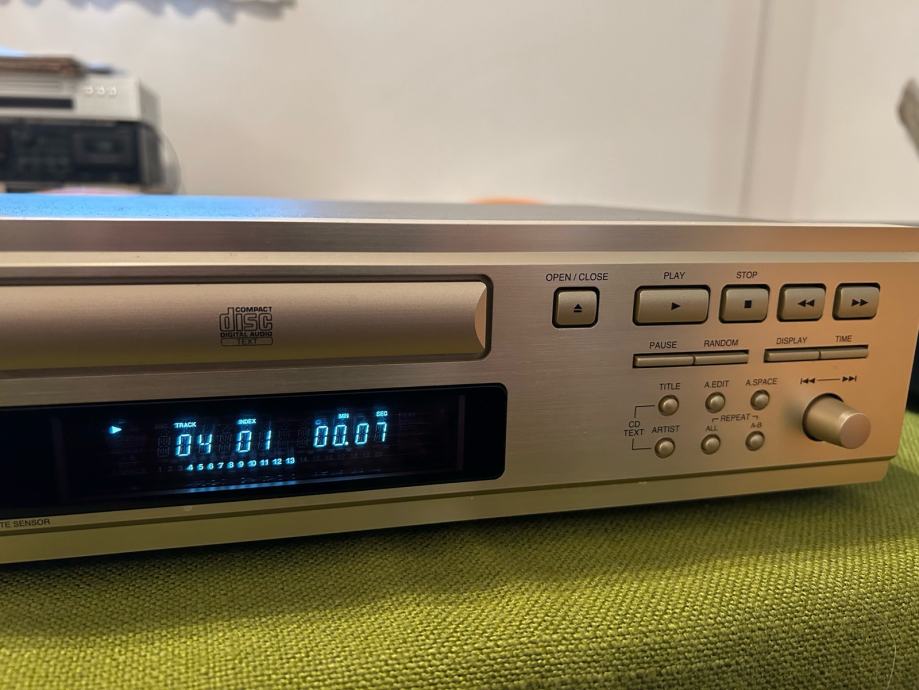 OPEN / CLOSE
PLAY
STOP
COMPACT
disc
DIGITAL AUDIO
TEXT
PAUSE
RANDOM
DISPLAY
TIME
TITLE
A.EDIT
A.SPACE
REPEAT
CD
TEXT
ARTIST
ALL
A-B
TRACK
INDEX
MIN
SEC
04 01 00.07
4 5 6 7 8 9 10 11 12 13
TE SENSOR